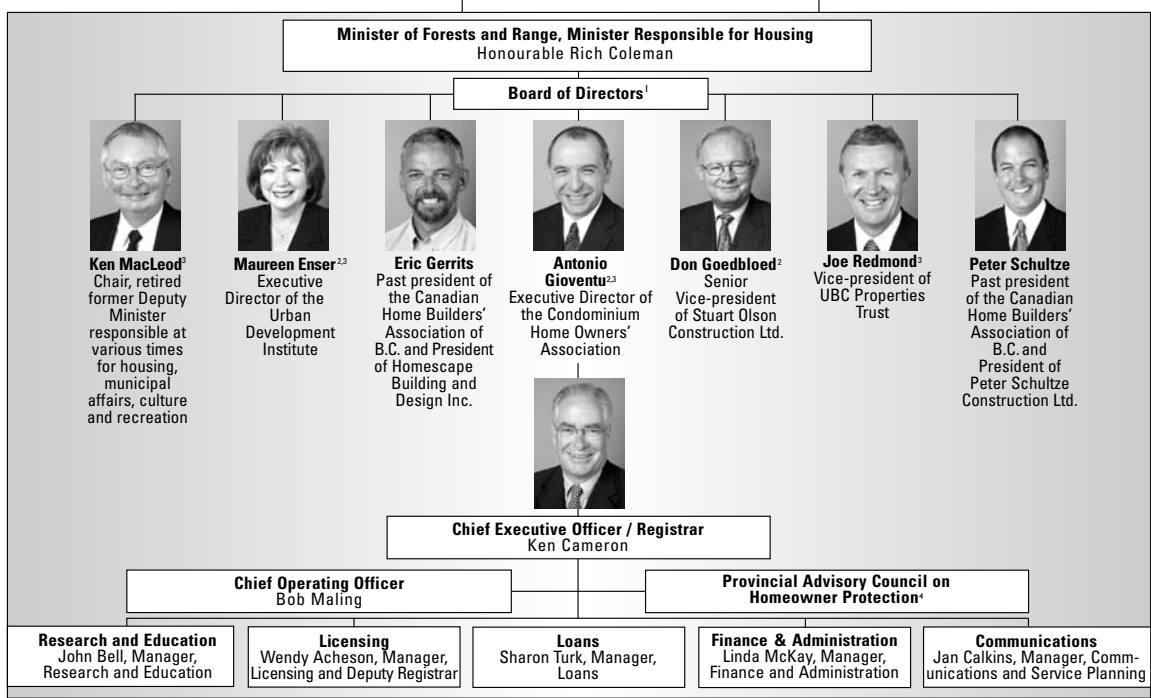 Minister of Forests and Range, Minister Responsible for Housing
Honourable Rich Coleman
Board of Directors¹
Ken MacLeod³
Chair, retired
former Deputy
Minister
responsible at
various times
for housing,
municipal
affairs, culture
and recreation
Maureen Enser²,³
Executive
Director of the
Urban
Development
Institute
Eric Gerrits
Past president of
the Canadian
Home Builders’
Association of
B.C. and President
of Homescape
Building and
Design Inc.
Antonio
Gioventu²,³
Executive Director of
the Condominium
Home Owners’
Association
Don Goedbloed²
Senior
Vice-president
of Stuart Olson
Construction Ltd.
Joe Redmond³
Vice-president of
UBC Properties
Trust
Peter Schultze
Past president
of the Canadian
Home Builders’
Association of
B.C. and
President of
Peter Schultze
Construction Ltd.
Chief Executive Officer / Registrar
Ken Cameron
Chief Operating Officer
Bob Maling
Provincial Advisory Council on
Homeowner Protection⁴
Research and Education
John Bell, Manager,
Research and Education
Licensing
Wendy Acheson, Manager,
Licensing and Deputy Registrar
Loans
Sharon Turk, Manager,
Loans
Finance & Administration
Linda McKay, Manager,
Finance and Administration
Communications
Jan Calkins, Manager, Comm-
unications and Service Planning